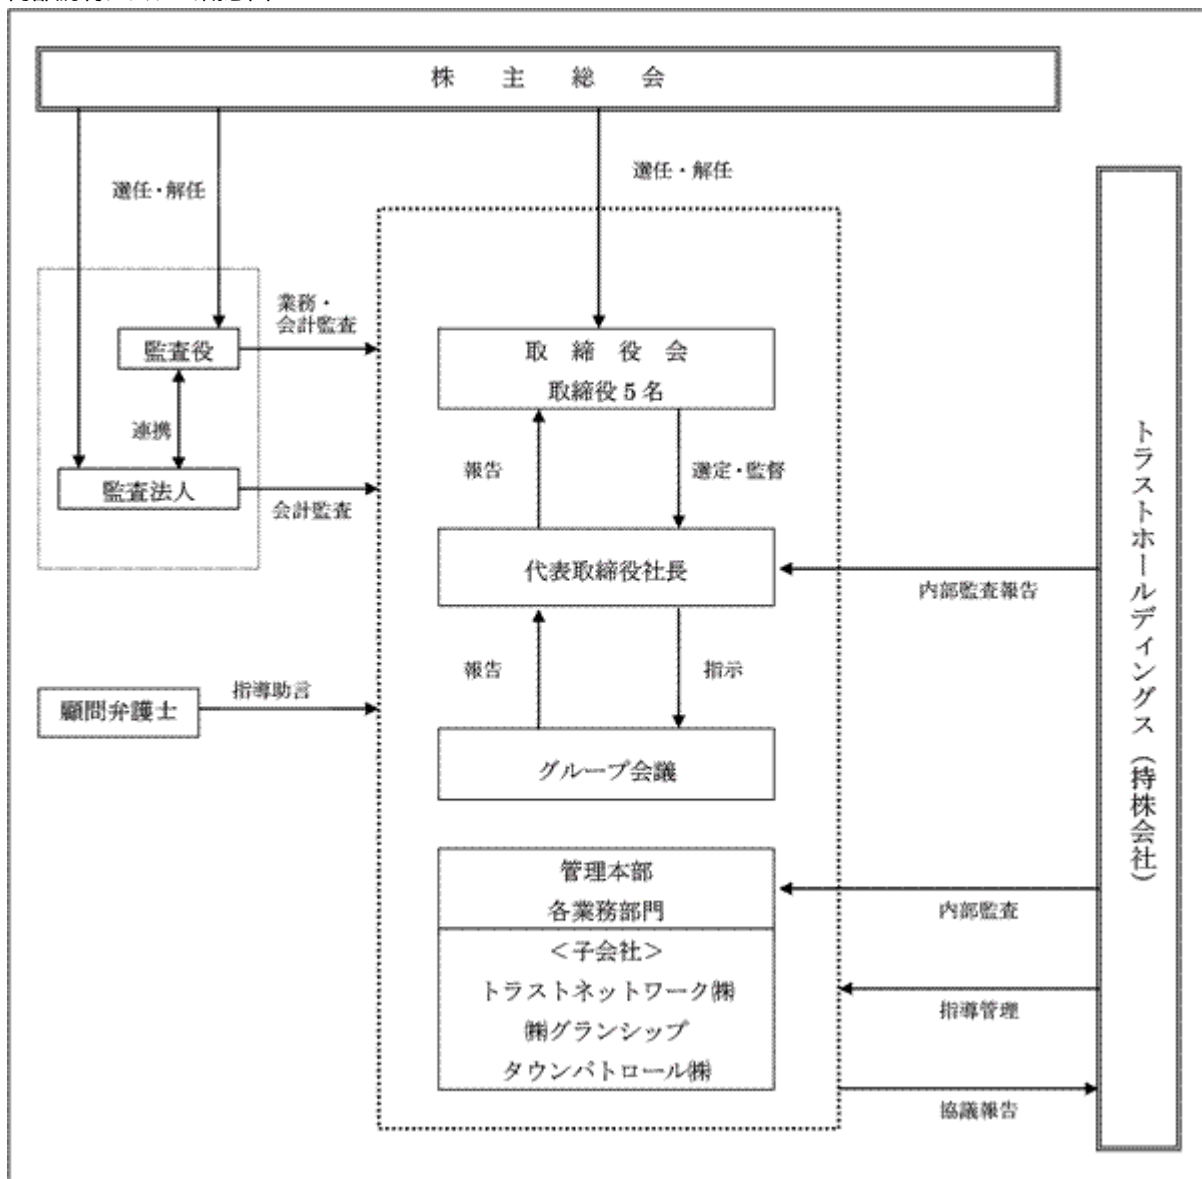 株主総会
選任・解任
選任・解任
業務・
会計監査
監査役
取締役会
取締役5名
連携
報告
選定・監督
監査法人
会計監査
代表取締役社長
内部監査報告
報告
指示
顧問弁護士
指導助言
グループ会議
トラストホールディングス（持株会社）
管理本部
各業務部門
内部監査
＜子会社＞
トラストネットワーク㈱
㈱グランシップ
タウンパトロール㈱
指導管理
協議報告